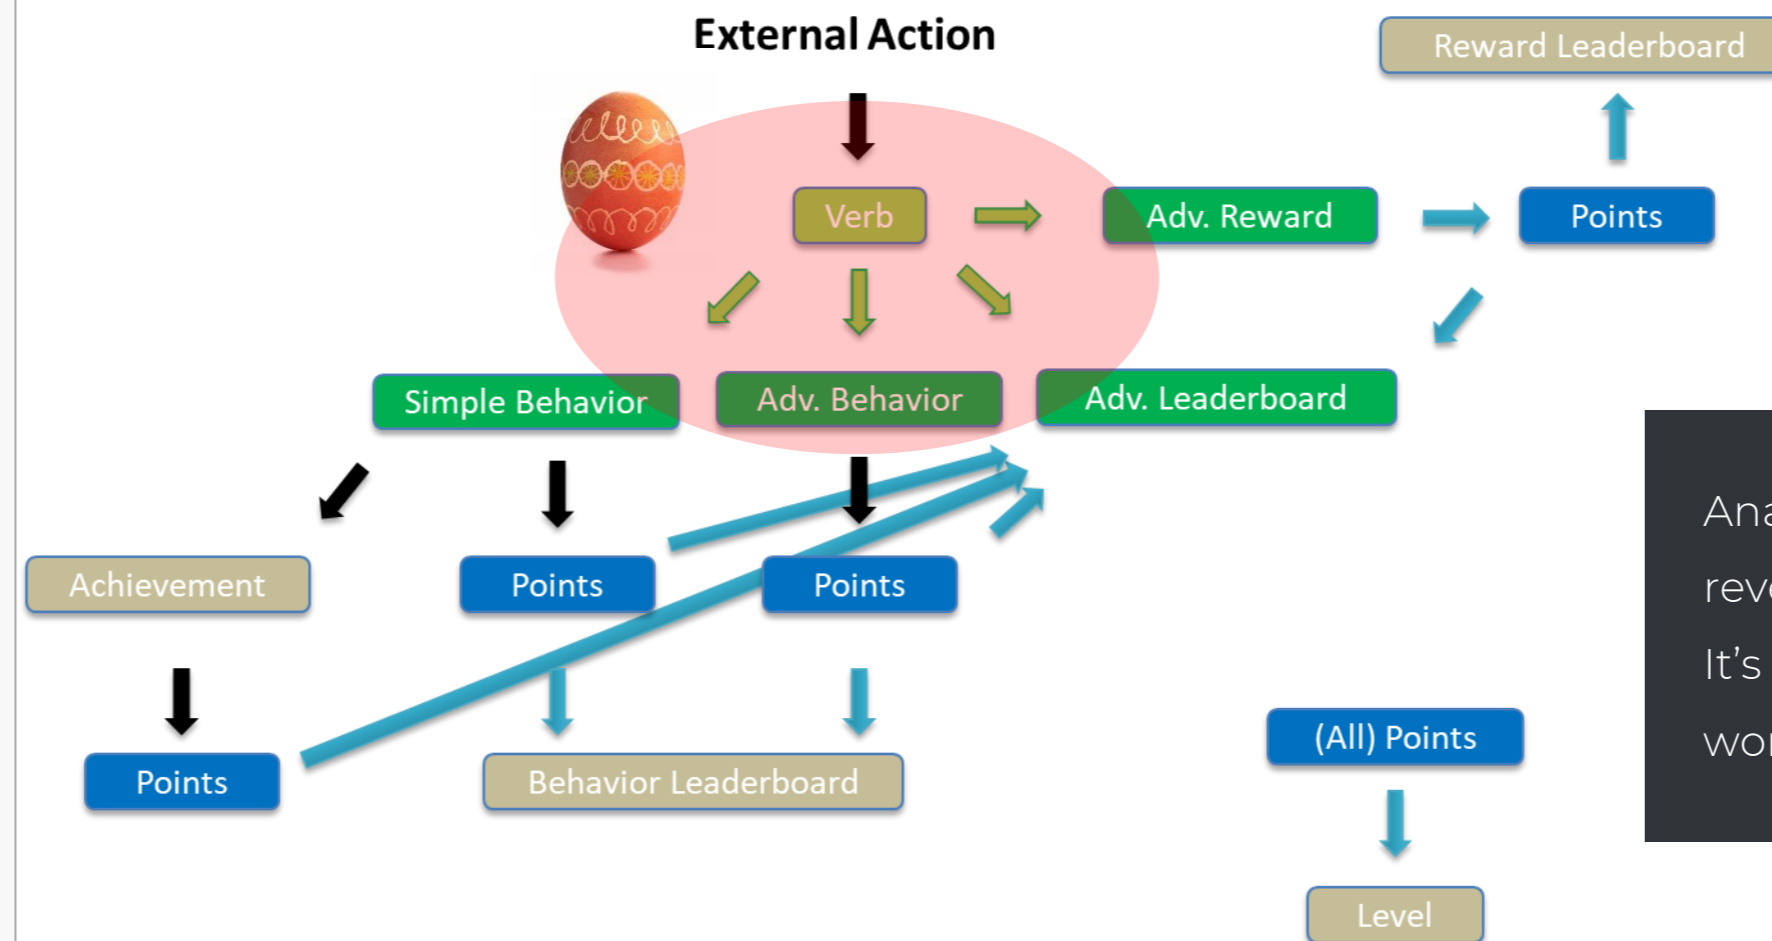 External Action
Reward Leaderboard
Verb
Adv. Reward
Points
Simple Behavior
Adv. Behavior
Adv. Leaderboard
Achievement
Points
Points
Points
Behavior Leaderboard
(All) Points
Level
It's